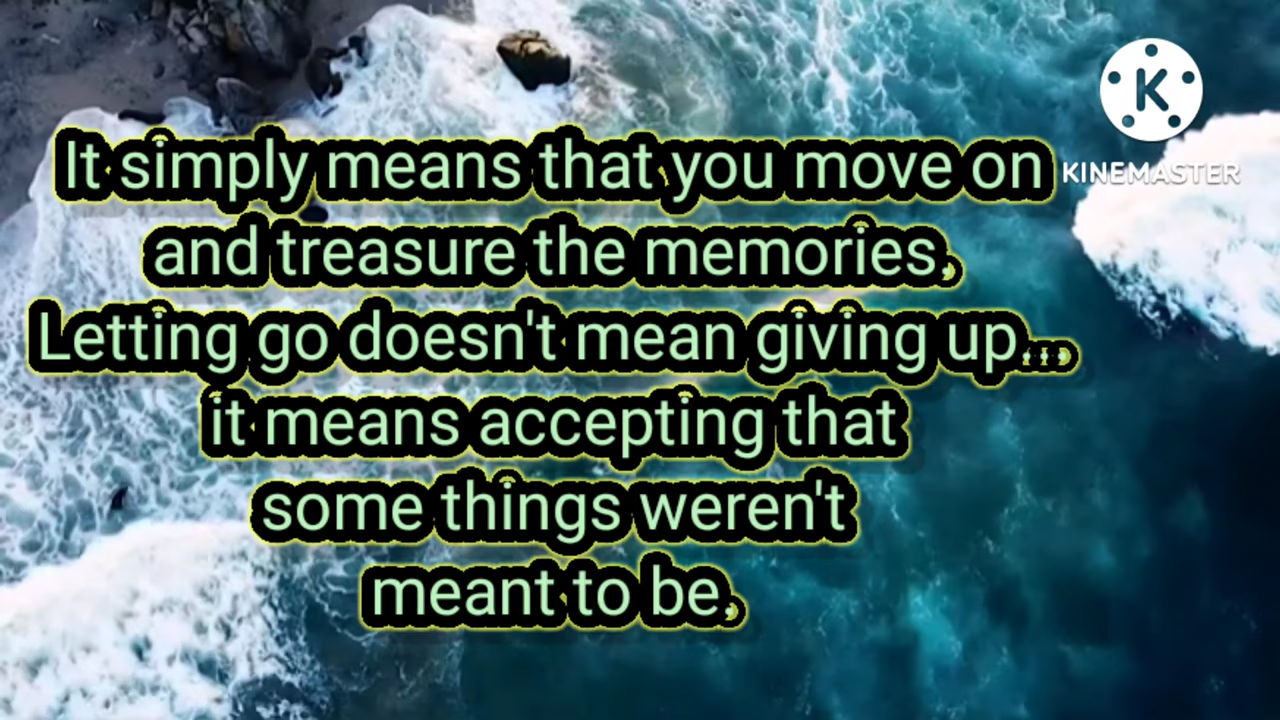 It simply means that you move on
and treasure the memories.
Letting go doesn't mean giving up...
it means accepting that
some things weren't
meant to be.
K
KINEMASTER